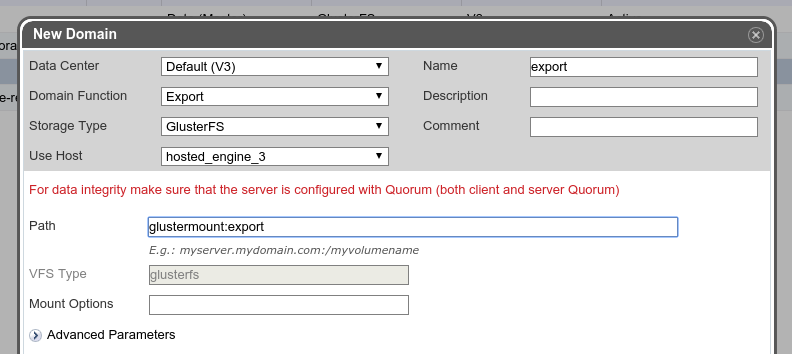 New Domain
ora
e-re
Data Center Default (V3) Name export
Domain Function Export Description
Storage Type GlusterFS Comment
Use Host hosted_engine_3
For data integrity make sure that the server is configured with Quorum (both client and server Quorum)
Path glustermount:export
E.g.: myserver.mydomain.com:/myvolumename
VFS Type glusterfs
Mount Options
Advanced Parameters